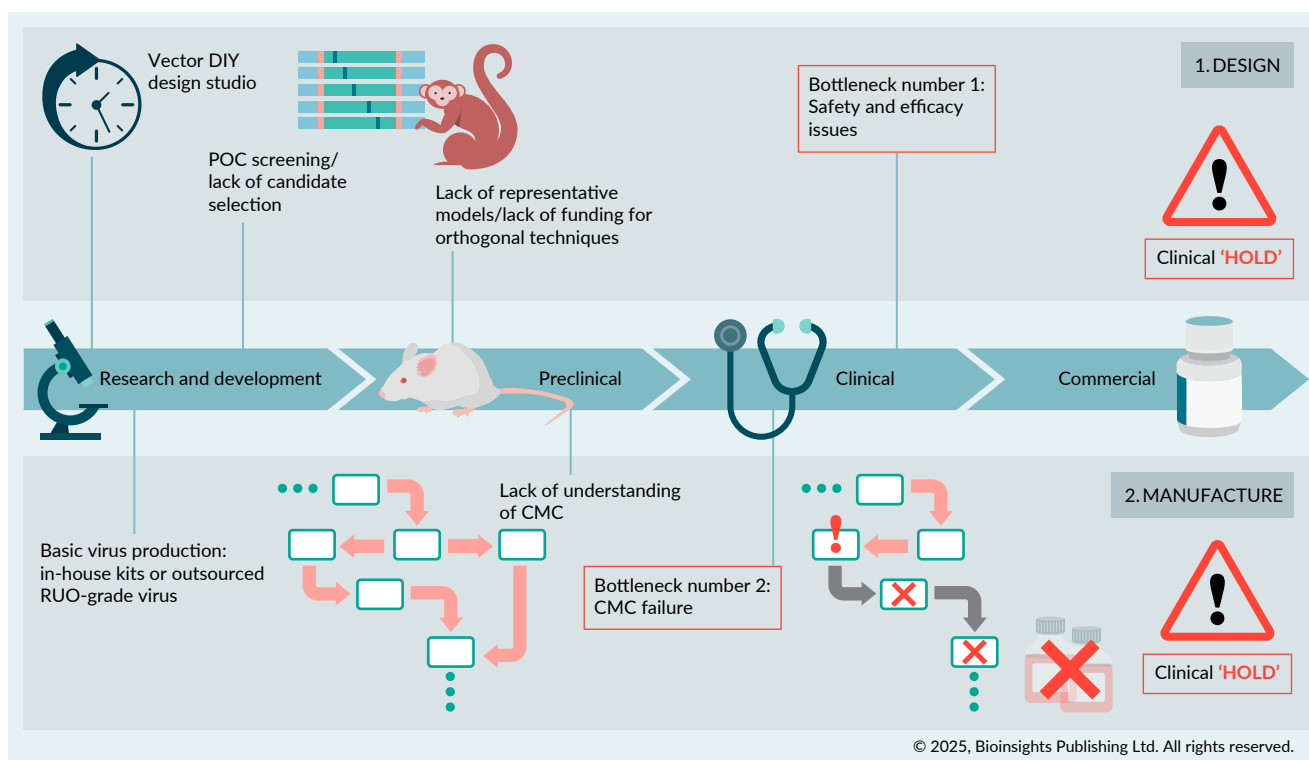 Vector DIY
design studio
POC screening/
lack of candidate
selection
Lack of representative
models/lack of funding for
orthogonal techniques
Bottleneck number 1:
Safety and efficacy
issues
1. DESIGN
Clinical ‘HOLD’
Research and development
Preclinical
Clinical
Commercial
Basic virus production:
in-house kits or outsourced
RUO-grade virus
Lack of understanding
of CMC
Bottleneck number 2:
CMC failure
2. MANUFACTURE
Clinical ‘HOLD’
© 2025, Bioinsights Publishing Ltd. All rights reserved.